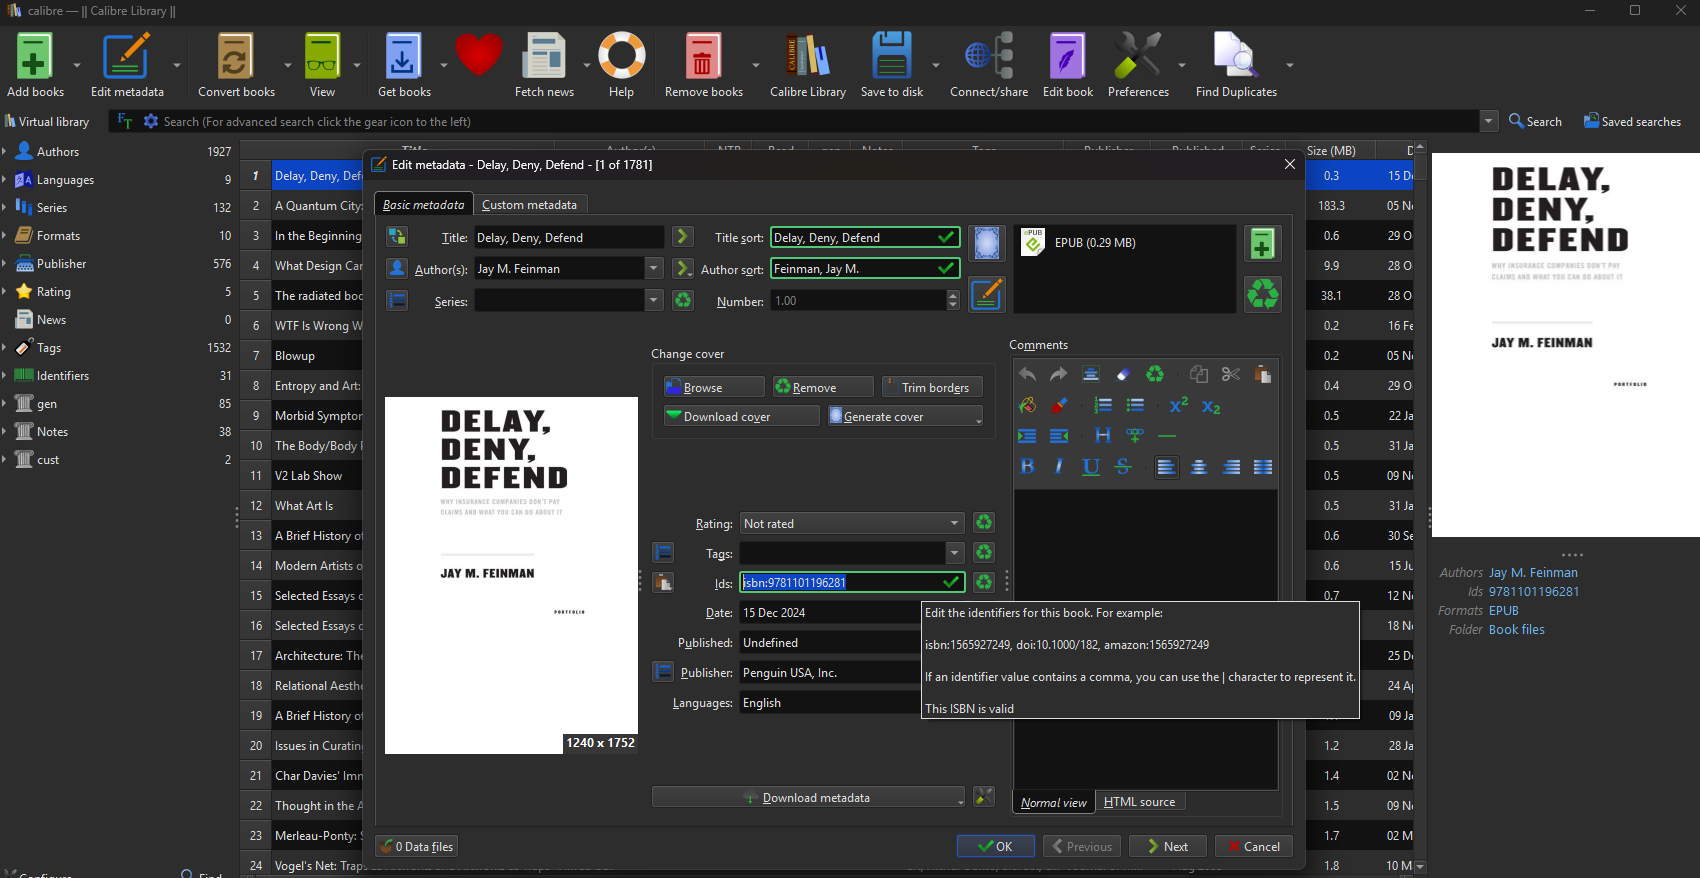 calibre — || Calibre Library ||
Add books
Edit metadata
Convert books
View
Get books
Fetch news
Help
Remove books
Calibre Library
Save to disk
Connect/share
Edit book
Preferences
Find Duplicates
Virtual library
FT
Search (For advanced search click the gear icon to the left)
Search
Saved searches
Authors 1927
Languages 9
Series 132
Formats 10
Publisher 576
Rating 5
News 0
Tags 1532
Identifiers 31
gen 85
Notes 38
cust 2
Size (MB)
1 Delay, Deny, Def 0.3 15 D
2 A Quantum City: 183.3 05 N
3 In the Beginning 0.6 29 O
4 What Design Can 9.9 28 O
5 The radiated boo 38.1 28 O
6 WTF Is Wrong W 0.2 16 Fe
7 Blowup 0.2 05 N
8 Entropy and Art: 0.4 29 O
9 Morbid Symptom 0.5 22 Ja
10 The Body/Body P 0.5 31 Ja
11 V2 Lab Show 0.5 09 N
12 What Art Is 0.5 31 Ja
13 A Brief History of 0.6 30 Se
14 Modern Artists o 0.6 15 Ju
15 Selected Essays o 0.7 12 N
16 Selected Essays o 18 N
17 Architecture: The 25 D
18 Relational Aesthe 24 A
19 A Brief History of 09 Ja
20 Issues in Curatin 1.2 28 Ja
21 Char Davies' Imm 1.4 02 N
22 Thought in the A 1.5 09 N
23 Merleau-Ponty: S 1.7 02 M
24 Vogel's Net: Traps 1.8 10 M
Edit metadata - Delay, Deny, Defend - [1 of 1781]
Basic metadata
Custom metadata
Title: Delay, Deny, Defend
Title sort: Delay, Deny, Defend
Author(s): Jay M. Feinman
Author sort: Feinman, Jay M.
Series:
Number: 1.00
ePUB
EPUB (0.29 MB)
Change cover
Browse
Remove
Trim borders
Download cover
Generate cover
Comments
DELAY,
DENY,
DEFEND
WHY INSURANCE COMPANIES DON'T PAY
CLAIMS AND WHAT YOU CAN DO ABOUT IT
JAY M. FEINMAN
PORTFOLIO
1240 x 1752
Rating: Not rated
Tags:
Ids: isbn:9781101196281
Date: 15 Dec 2024
Published: Undefined
Publisher: Penguin USA, Inc.
Languages: English
Edit the identifiers for this book. For example:
isbn:1565927249, doi:10.1000/182, amazon:1565927249
If an identifier value contains a comma, you can use the | character to represent it.
This ISBN is valid
Download metadata
Normal view
HTML source
0 Data files
OK
Previous
Next
Cancel
DELAY,
DENY,
DEFEND
WHY INSURANCE COMPANIES DON'T PAY
CLAIMS AND WHAT YOU CAN DO ABOUT IT
JAY M. FEINMAN
PORTFOLIO
Authors Jay M. Feinman
Ids 9781101196281
Formats EPUB
Folder Book files
Configure
Find